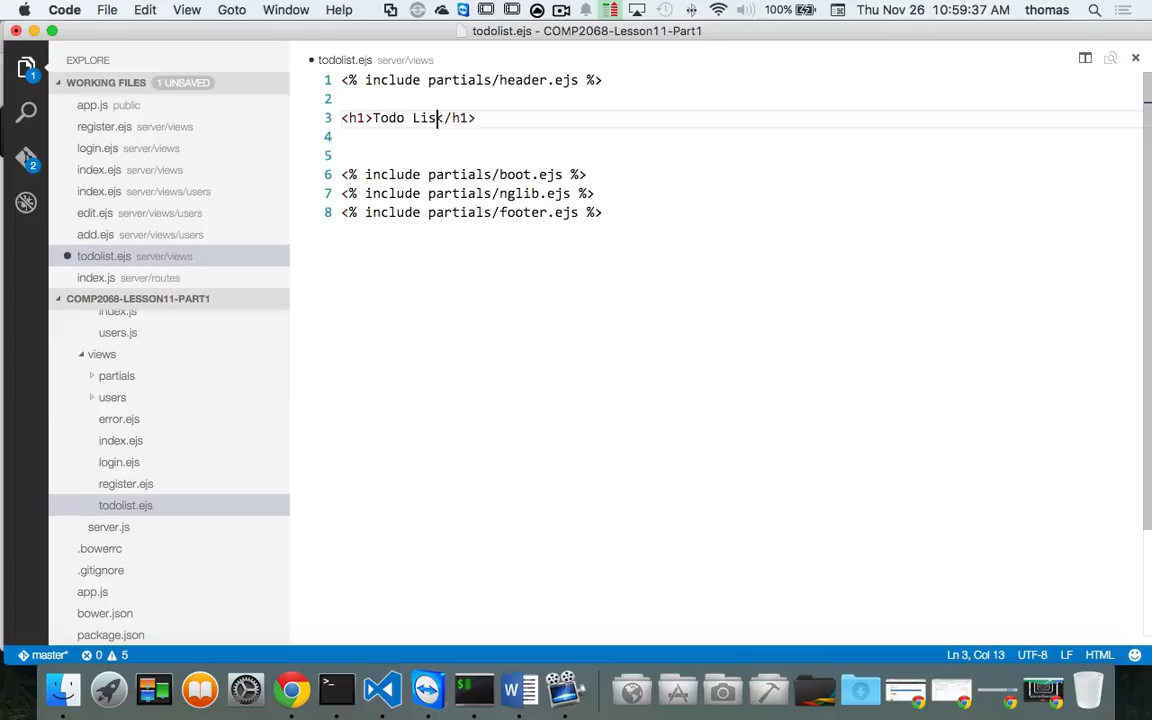 Code File Edit View Goto Window Help 100% Thu Nov 26 10:59:37 AM thomas
todolist.ejs - COMP2068-Lesson11-Part1
EXPLORE
WORKING FILES 1 UNSAVED
app.js public
register.ejs server/views
login.ejs server/views
index.ejs server/views
index.ejs server/views/users
edit.ejs server/views/users
add.ejs server/views/users
todolist.ejs server/views
index.js server/routes
COMP2068-LESSON11-PART1
index.js
users.js
views
partials
users
error.ejs
index.ejs
login.ejs
register.ejs
todolist.ejs
server.js
.bowerrc
.gitignore
app.js
bower.json
package.json
1
2
todolist.ejs server/views
1 <% include partials/header.ejs %>
2
3 <h1>Todo Lis</h1>
4
5
6 <% include partials/boot.ejs %>
7 <% include partials/nglib.ejs %>
8 <% include partials/footer.ejs %>
master* 0 5 Ln 3, Col 13 UTF-8 LF HTML